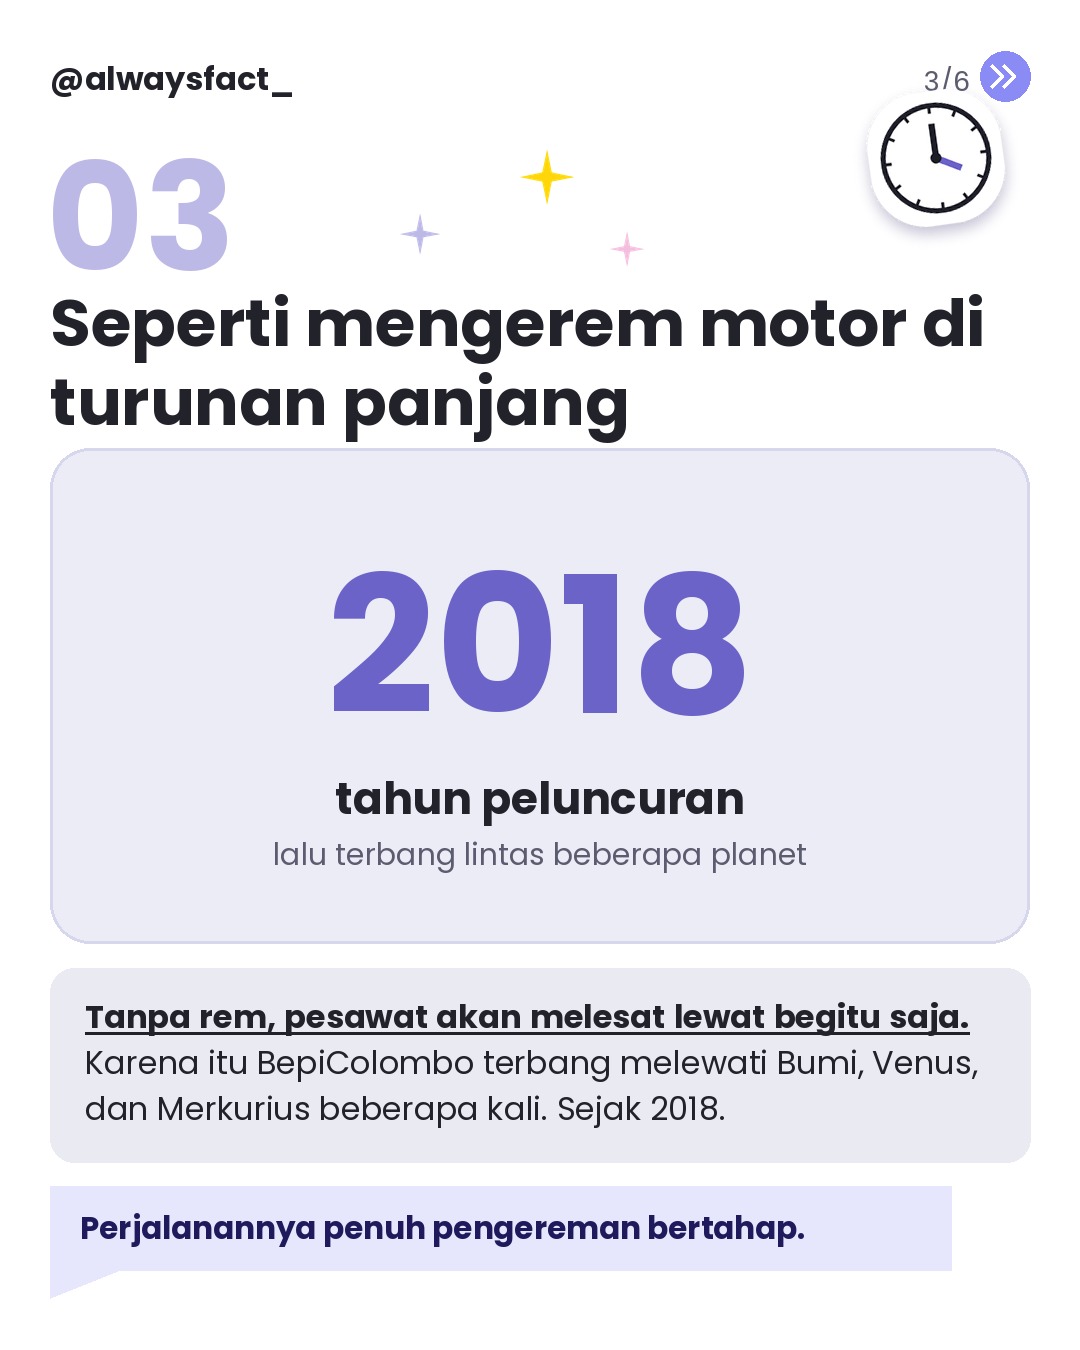 @alwaysfact_
3/6
03
Seperti mengerem motor di
turunan panjang
2018
tahun peluncuran
lalu terbang lintas beberapa planet
Tanpa rem, pesawat akan melesat lewat begitu saja.
Karena itu BepiColombo terbang melewati Bumi, Venus,
dan Merkurius beberapa kali. Sejak 2018.
Perjalanannya penuh pengereman bertahap.